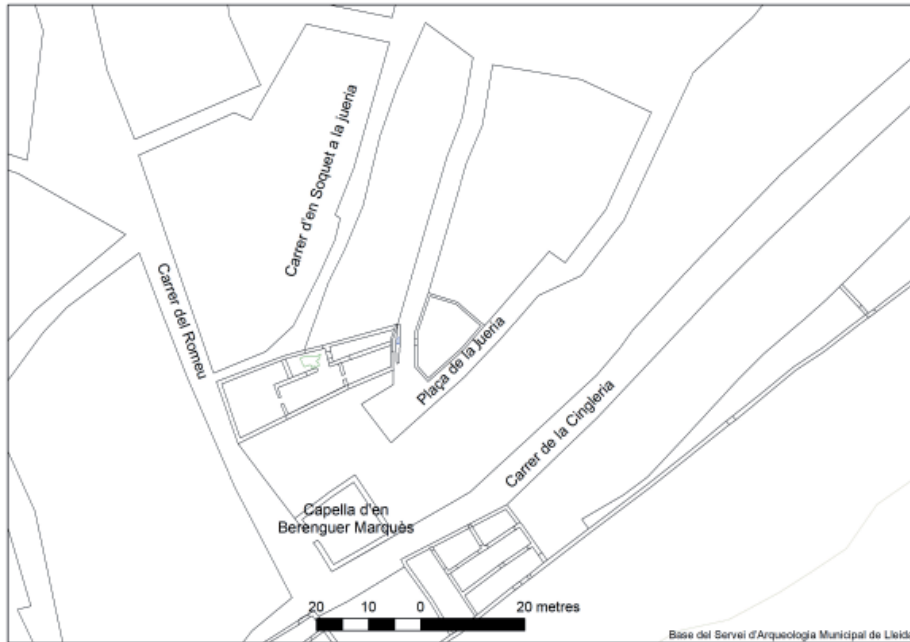 Carrer d'en Soquet a la jueria
Carrer del Romeu
Plaça de la Jueria
Carrer de la Cingleria
Capella d'en
Berenguer Marquès
20 10 0 20 metres
Base del Servei d'Arqueologia Municipal de Lleida